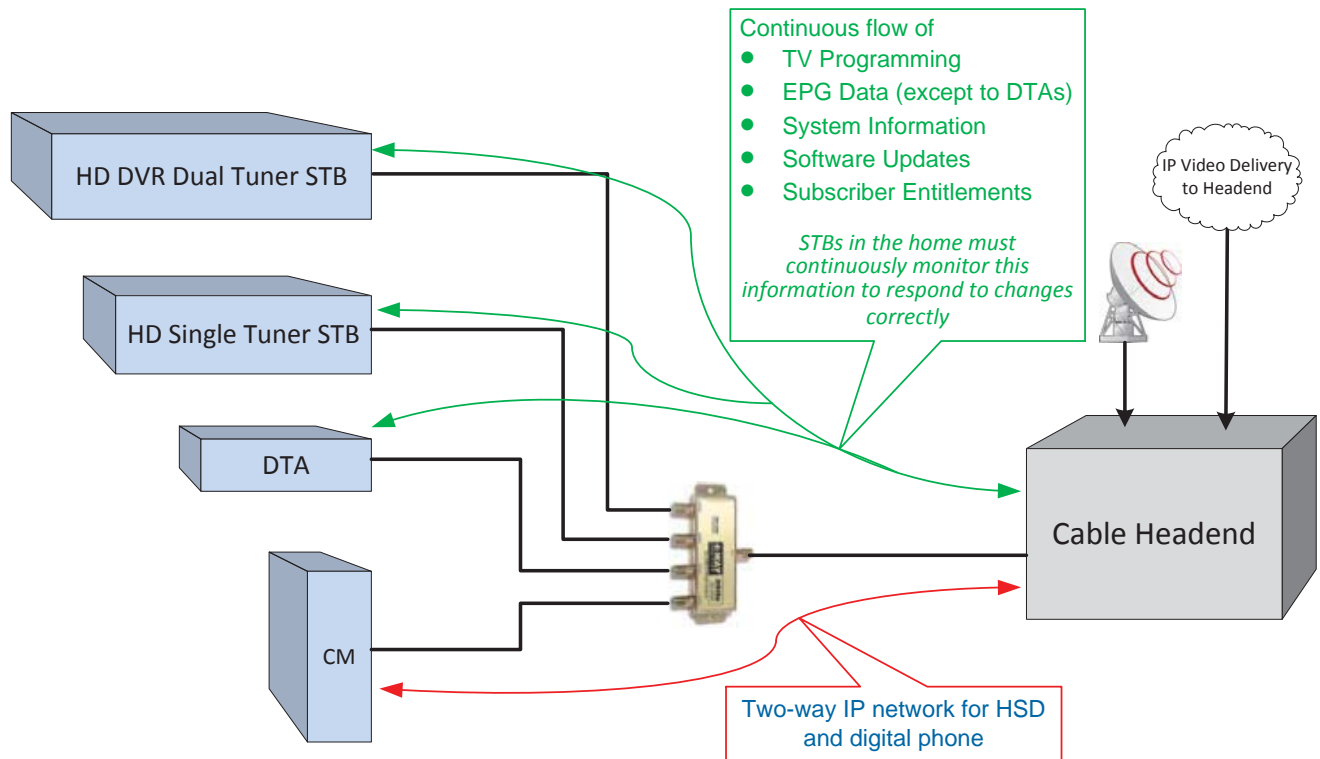 Continuous flow of
● TV Programming
● EPG Data (except to DTAs)
● System Information
● Software Updates
● Subscriber Entitlements
STBs in the home must
continuously monitor this
information to respond to changes
correctly
HD DVR Dual Tuner STB
IP Video Delivery
to Headend
HD Single Tuner STB
DTA
Cable Headend
CM
Two-way IP network for HSD
and digital phone